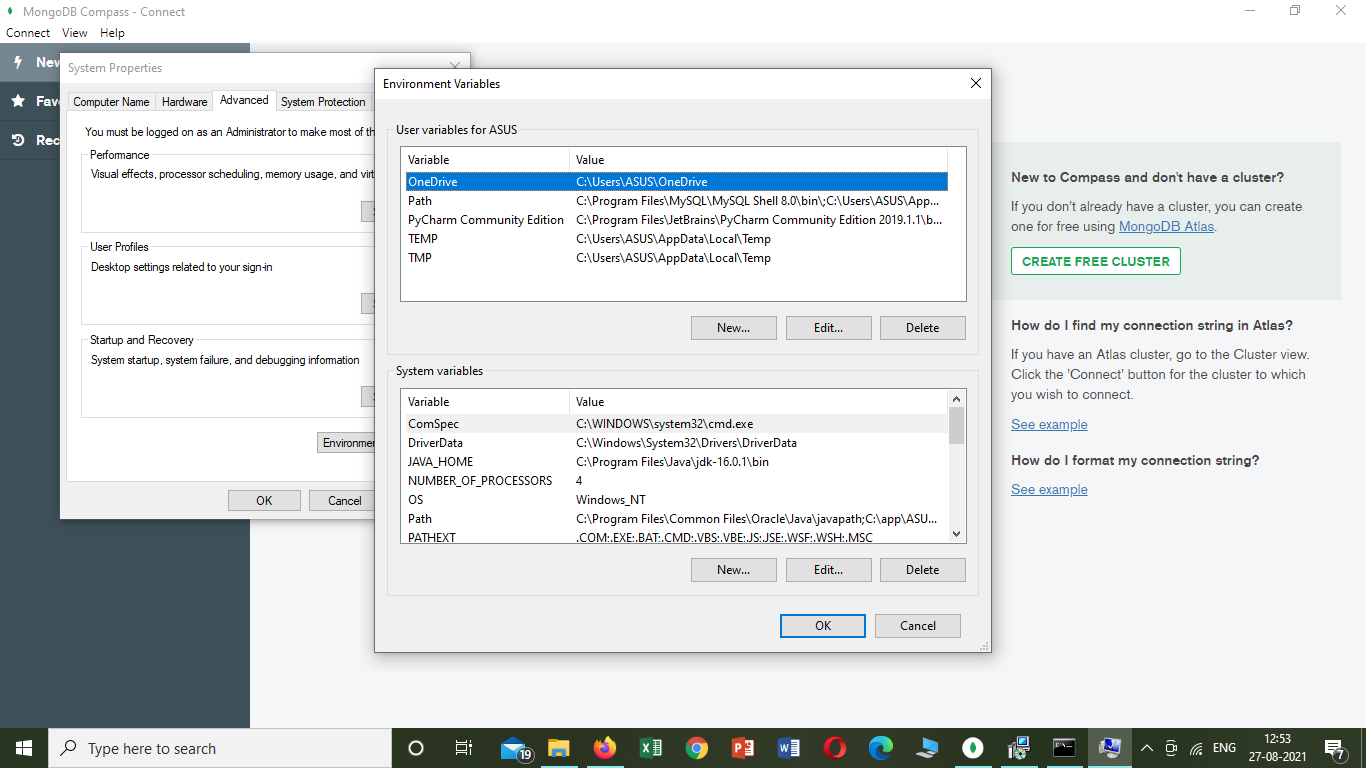 MongoDB Compass - Connect
Connect View Help
New
Fav
Rec
System Properties
Computer Name Hardware Advanced System Protection
You must be logged on as an Administrator to make most of th
Performance
Visual effects, processor scheduling, memory usage, and virt
User Profiles
Desktop settings related to your sign-in
Startup and Recovery
System startup, system failure, and debugging information
Environmer
OK Cancel
Environment Variables
User variables for ASUS
Variable Value
OneDrive C:\Users\ASUS\OneDrive
Path C:\Program Files\MySQL\MySQL Shell 8.0\bin\;C:\Users\ASUS\App...
PyCharm Community Edition C:\Program Files\JetBrains\PyCharm Community Edition 2019.1.1\b...
TEMP C:\Users\ASUS\AppData\Local\Temp
TMP C:\Users\ASUS\AppData\Local\Temp
New... Edit... Delete
System variables
Variable Value
ComSpec C:\WINDOWS\system32\cmd.exe
DriverData C:\Windows\System32\Drivers\DriverData
JAVA_HOME C:\Program Files\Java\jdk-16.0.1\bin
NUMBER_OF_PROCESSORS 4
OS Windows_NT
Path C:\Program Files\Common Files\Oracle\Java\javapath;C:\app\ASU...
PATHEXT .COM;.EXE;.BAT;.CMD;.VBS;.VBE;.JS;.JSE;.WSF;.WSH;.MSC
New... Edit... Delete
OK Cancel
New to Compass and don't have a cluster?
If you don't already have a cluster, you can create
one for free using MongoDB Atlas.
CREATE FREE CLUSTER
How do I find my connection string in Atlas?
If you have an Atlas cluster, go to the Cluster view.
Click the 'Connect' button for the cluster to which
you wish to connect.
See example
How do I format my connection string?
See example
Type here to search
19
ENG
12:53
27-08-2021
7